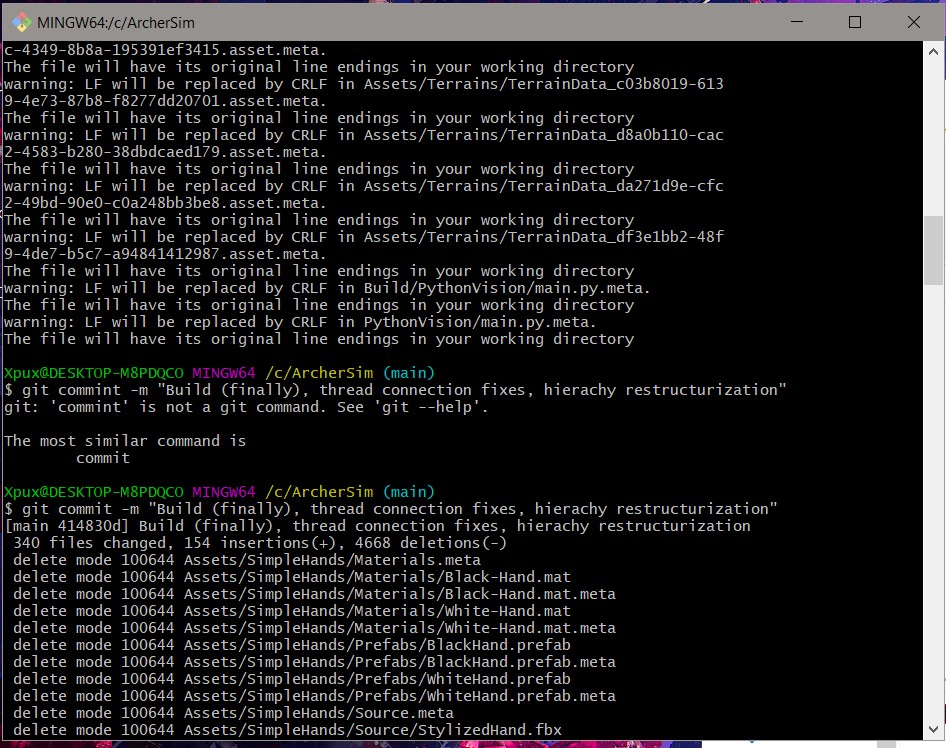 MINGW64:/c/ArcherSim
c-4349-8b8a-195391ef3415.asset.meta.
The file will have its original line endings in your working directory
warning: LF will be replaced by CRLF in Assets/Terrains/TerrainData_c03b8019-613
9-4e73-87b8-f8277dd20701.asset.meta.
The file will have its original line endings in your working directory
warning: LF will be replaced by CRLF in Assets/Terrains/TerrainData_d8a0b110-cac
2-4583-b280-38dbdcaed179.asset.meta.
The file will have its original line endings in your working directory
warning: LF will be replaced by CRLF in Assets/Terrains/TerrainData_da271d9e-cfc
2-49bd-90e0-c0a248bb3be8.asset.meta.
The file will have its original line endings in your working directory
warning: LF will be replaced by CRLF in Assets/Terrains/TerrainData_df3e1bb2-48f
9-4de7-b5c7-a94841412987.asset.meta.
The file will have its original line endings in your working directory
warning: LF will be replaced by CRLF in Build/PythonVision/main.py.meta.
The file will have its original line endings in your working directory
warning: LF will be replaced by CRLF in PythonVision/main.py.meta.
The file will have its original line endings in your working directory
Xpux@DESKTOP-M8PDQCO MINGW64 /c/ArcherSim (main)
$ git commint -m "Build (finally), thread connection fixes, hierachy restructurization"
git: 'commint' is not a git command. See 'git --help'.
The most similar command is
commit
Xpux@DESKTOP-M8PDQCO MINGW64 /c/ArcherSim (main)
$ git commit -m "Build (finally), thread connection fixes, hierachy restructurization"
[main 414830d] Build (finally), thread connection fixes, hierachy restructurization
340 files changed, 154 insertions(+), 4668 deletions(-)
delete mode 100644 Assets/SimpleHands/Materials.meta
delete mode 100644 Assets/SimpleHands/Materials/Black-Hand.mat
delete mode 100644 Assets/SimpleHands/Materials/Black-Hand.mat.meta
delete mode 100644 Assets/SimpleHands/Materials/White-Hand.mat
delete mode 100644 Assets/SimpleHands/Materials/White-Hand.mat.meta
delete mode 100644 Assets/SimpleHands/Prefabs/BlackHand.prefab
delete mode 100644 Assets/SimpleHands/Prefabs/BlackHand.prefab.meta
delete mode 100644 Assets/SimpleHands/Prefabs/WhiteHand.prefab
delete mode 100644 Assets/SimpleHands/Prefabs/WhiteHand.prefab.meta
delete mode 100644 Assets/SimpleHands/Source.meta
delete mode 100644 Assets/SimpleHands/Source/StylizedHand.fbx